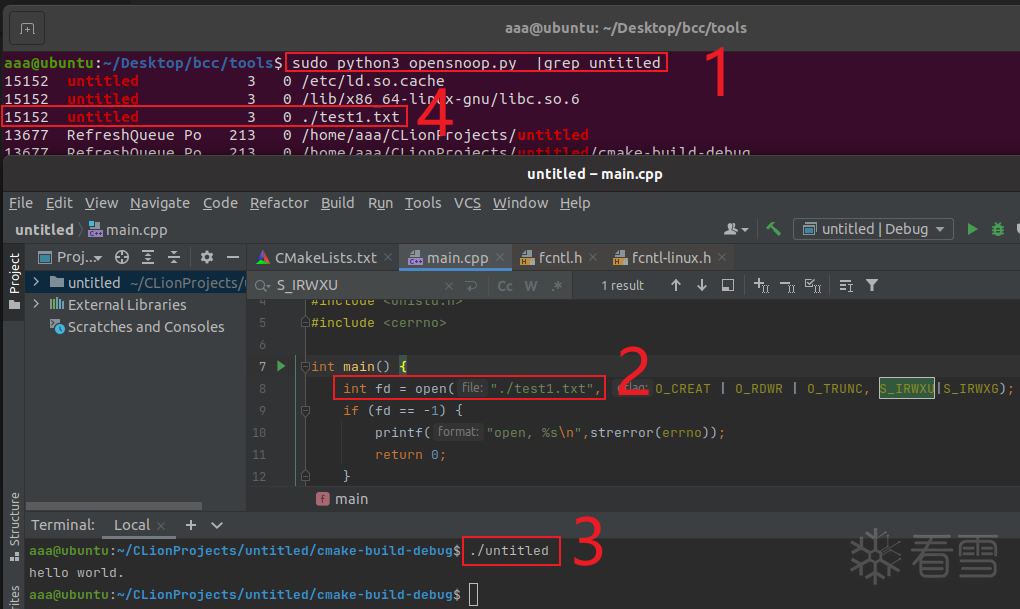 aaa@ubuntu: ~/Desktop/bcc/tools
aaa@ubuntu:~/Desktop/bcc/tools$ sudo python3 opensnoop.py |grep untitled
1
15152 untitled 3 0 /etc/ld.so.cache
15152 untitled 3 0 /lib/x86_64-linux-gnu/libc.so.6
15152 untitled 3 0 ./test1.txt
4
13677 RefreshQueue Po 213 0 /home/aaa/CLionProjects/untitled
13677 RefreshQueue Po 213 0 /home/aaa/CLionProjects/untitled/cmake-build-debug
untitled – main.cpp
File Edit View Navigate Code Refactor Build Run Tools VCS Window Help
untitled main.cpp
untitled | Debug
Project
Proj...
CMakeLists.txt main.cpp fcntl.h fcntl-linux.h
untitled ~/CLionProjects/
External Libraries
Scratches and Consoles
S_IRWXU Cc W .* 1 result
4 #include <unistd.h>
5 #include <cerrno>
6
7 int main() {
2
8 int fd = open( file: "./test1.txt", O_CREAT | O_RDWR | O_TRUNC, S_IRWXU|S_IRWXG);
9 if (fd == -1) {
10 printf( format: "open, %s\n",strerror(errno));
11 return 0;
12 }
f main
Structure
Terminal: Local
aaa@ubuntu:~/CLionProjects/untitled/cmake-build-debug$ ./untitled
3
hello world.
aaa@ubuntu:~/CLionProjects/untitled/cmake-build-debug$
看雪